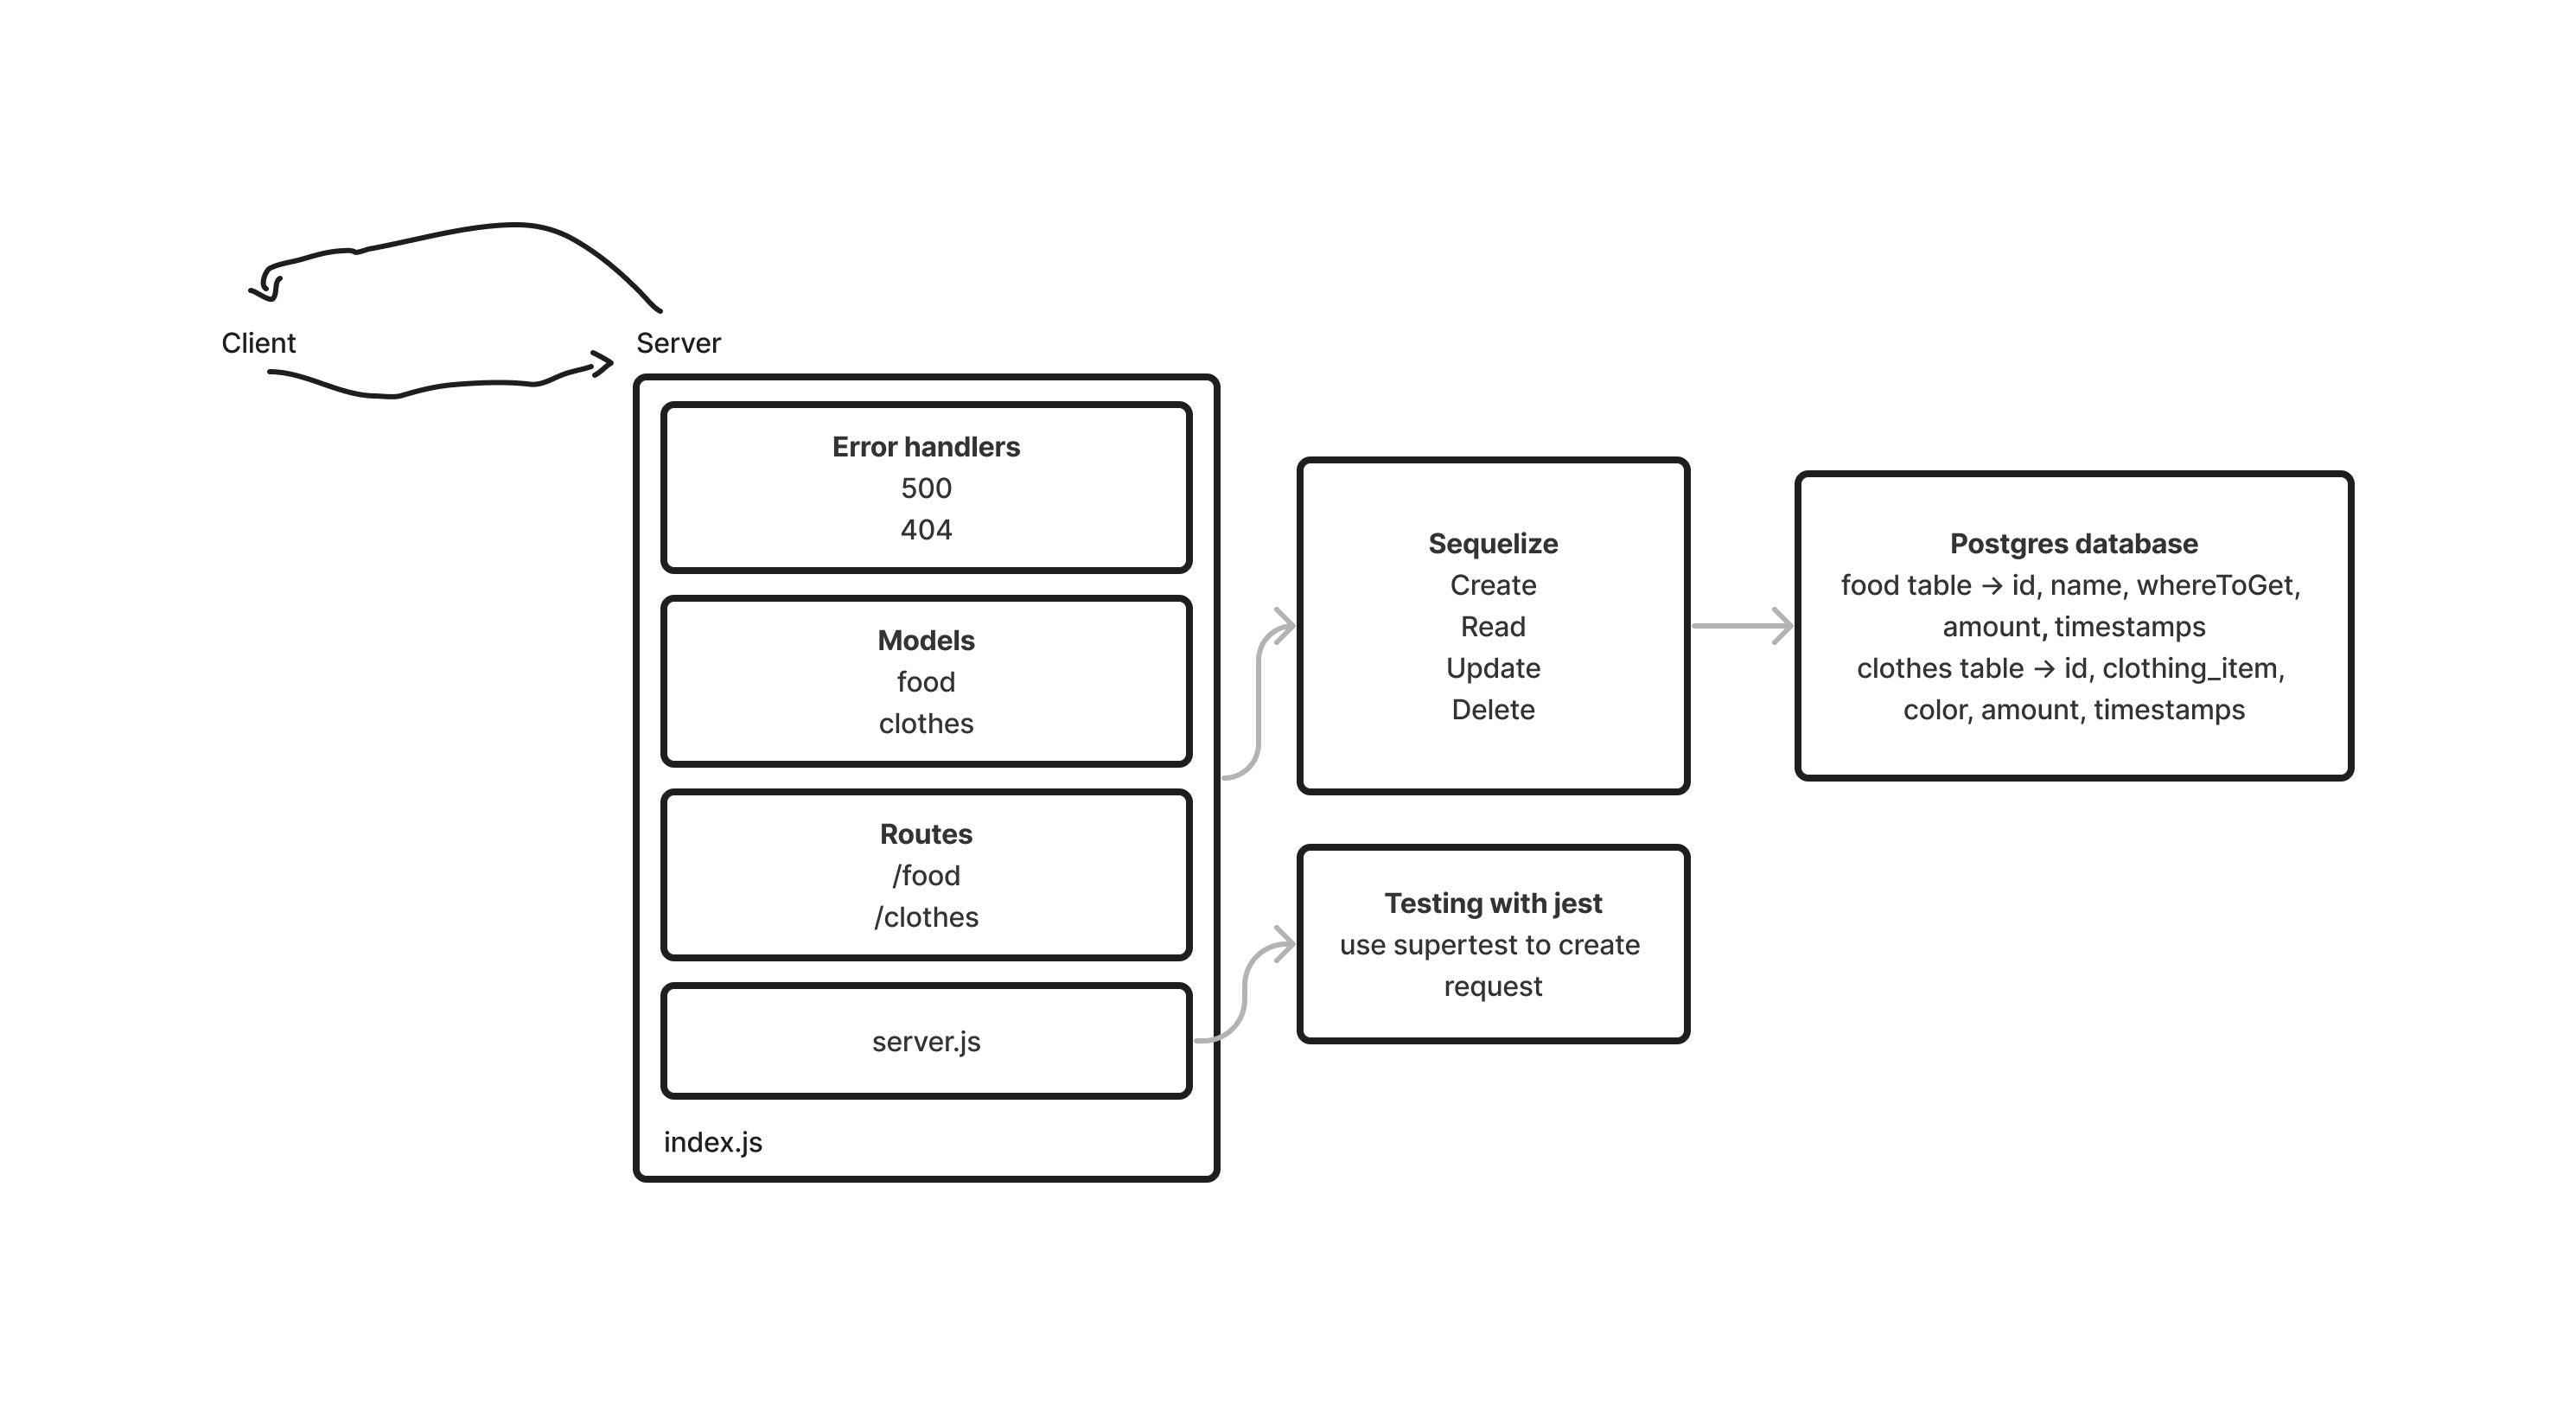 Client
Server
Error handlers
500
404
Models
food
clothes
Routes
/food
/clothes
server.js
index.js
Sequelize
Create
Read
Update
Delete
Testing with jest
use supertest to create
request
Postgres database
food table → id, name, whereToGet,
amount, timestamps
clothes table → id, clothing_item,
color, amount, timestamps